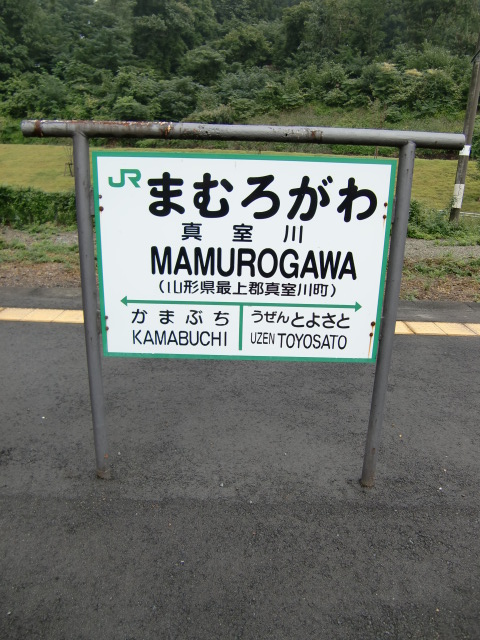 JR まむろがわ
真室川
MAMUROGAWA
(山形県最上郡真室川町)
かまぶち うぜんとよさと
KAMABUCHI UZEN TOYOSATO